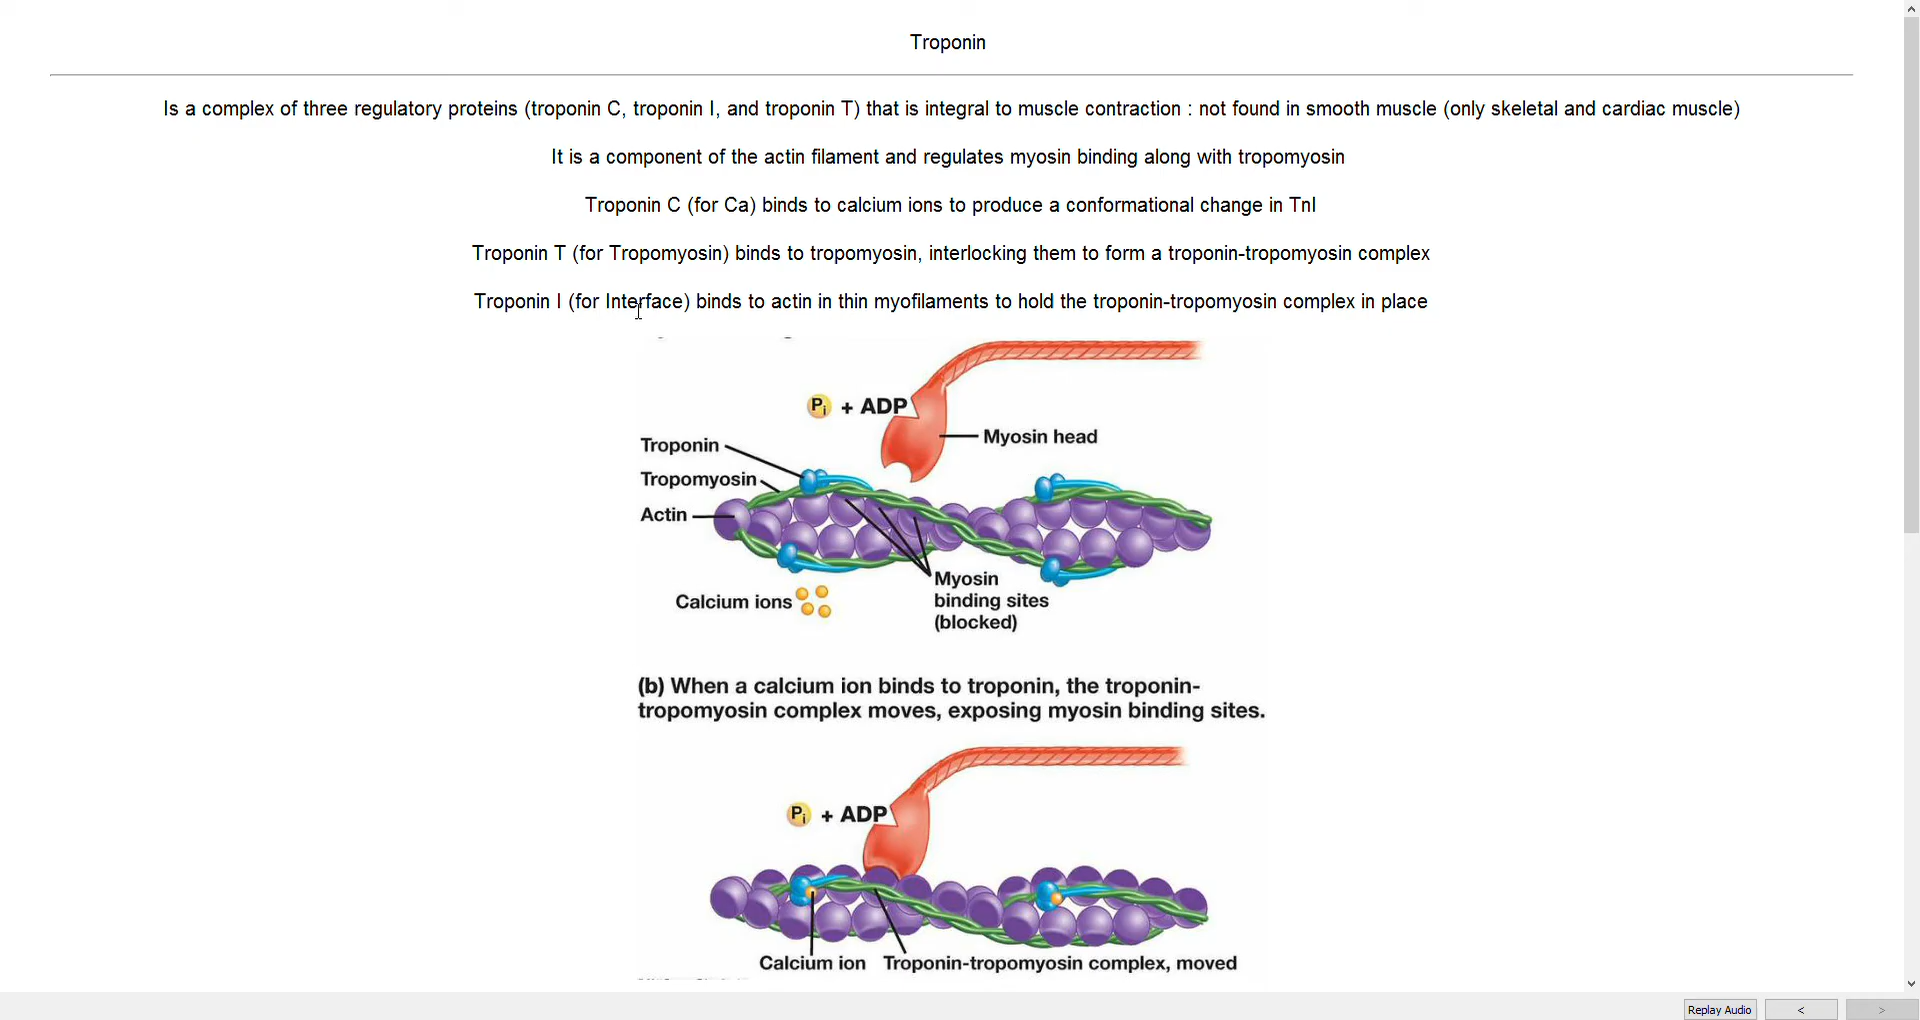 Troponin
Is a complex of three regulatory proteins (troponin C, troponin I, and troponin T) that is integral to muscle contraction : not found in smooth muscle (only skeletal and cardiac muscle)
It is a component of the actin filament and regulates myosin binding along with tropomyosin
Troponin C (for Ca) binds to calcium ions to produce a conformational change in TnI
Troponin T (for Tropomyosin) binds to tropomyosin, interlocking them to form a troponin-tropomyosin complex
Troponin I (for Interface) binds to actin in thin myofilaments to hold the troponin-tropomyosin complex in place
Pi + ADP
Myosin head
Troponin
Tropomyosin
Actin
Myosin
binding sites
(blocked)
Calcium ions
(b) When a calcium ion binds to troponin, the troponin-
tropomyosin complex moves, exposing myosin binding sites.
Pi + ADP
Calcium ion
Troponin-tropomyosin complex, moved
Replay Audio
<
>